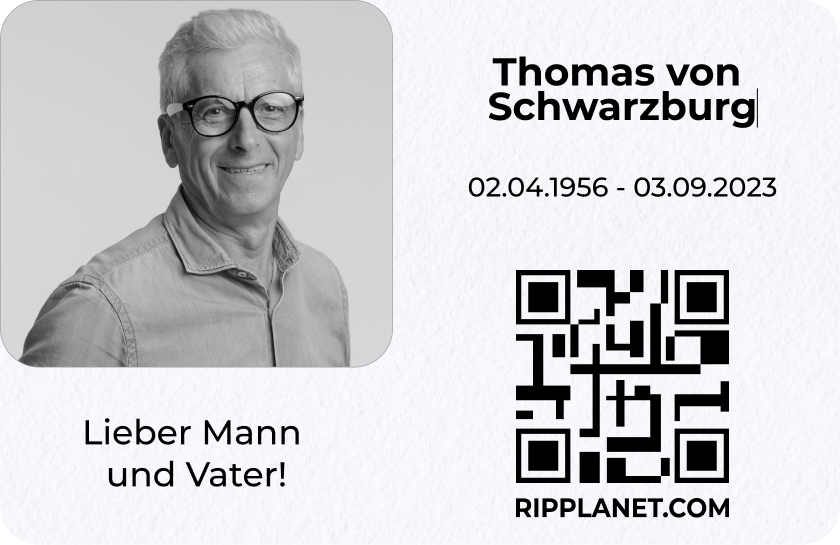 Thomas von
Schwarzburg
02.04.1956 - 03.09.2023
Lieber Mann
und Vater!
RIPPLANET.COM